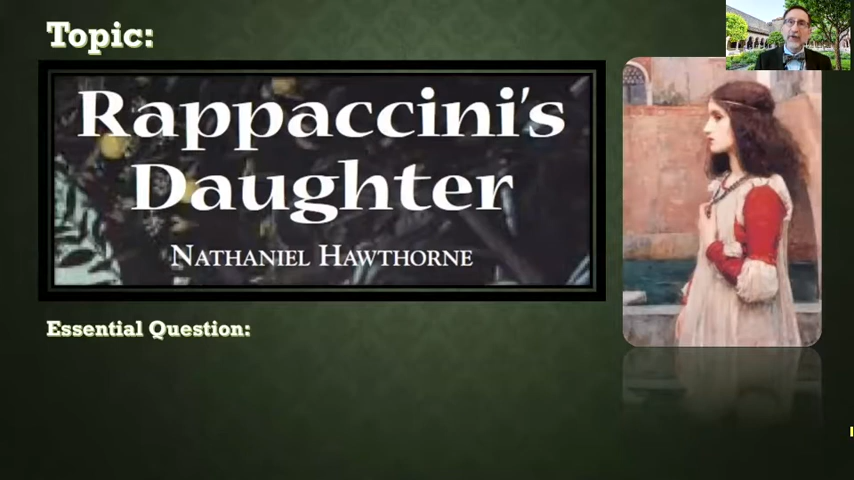 Topic:
Rappaccini's
Daughter
Nathaniel Hawthorne
Essential Question: